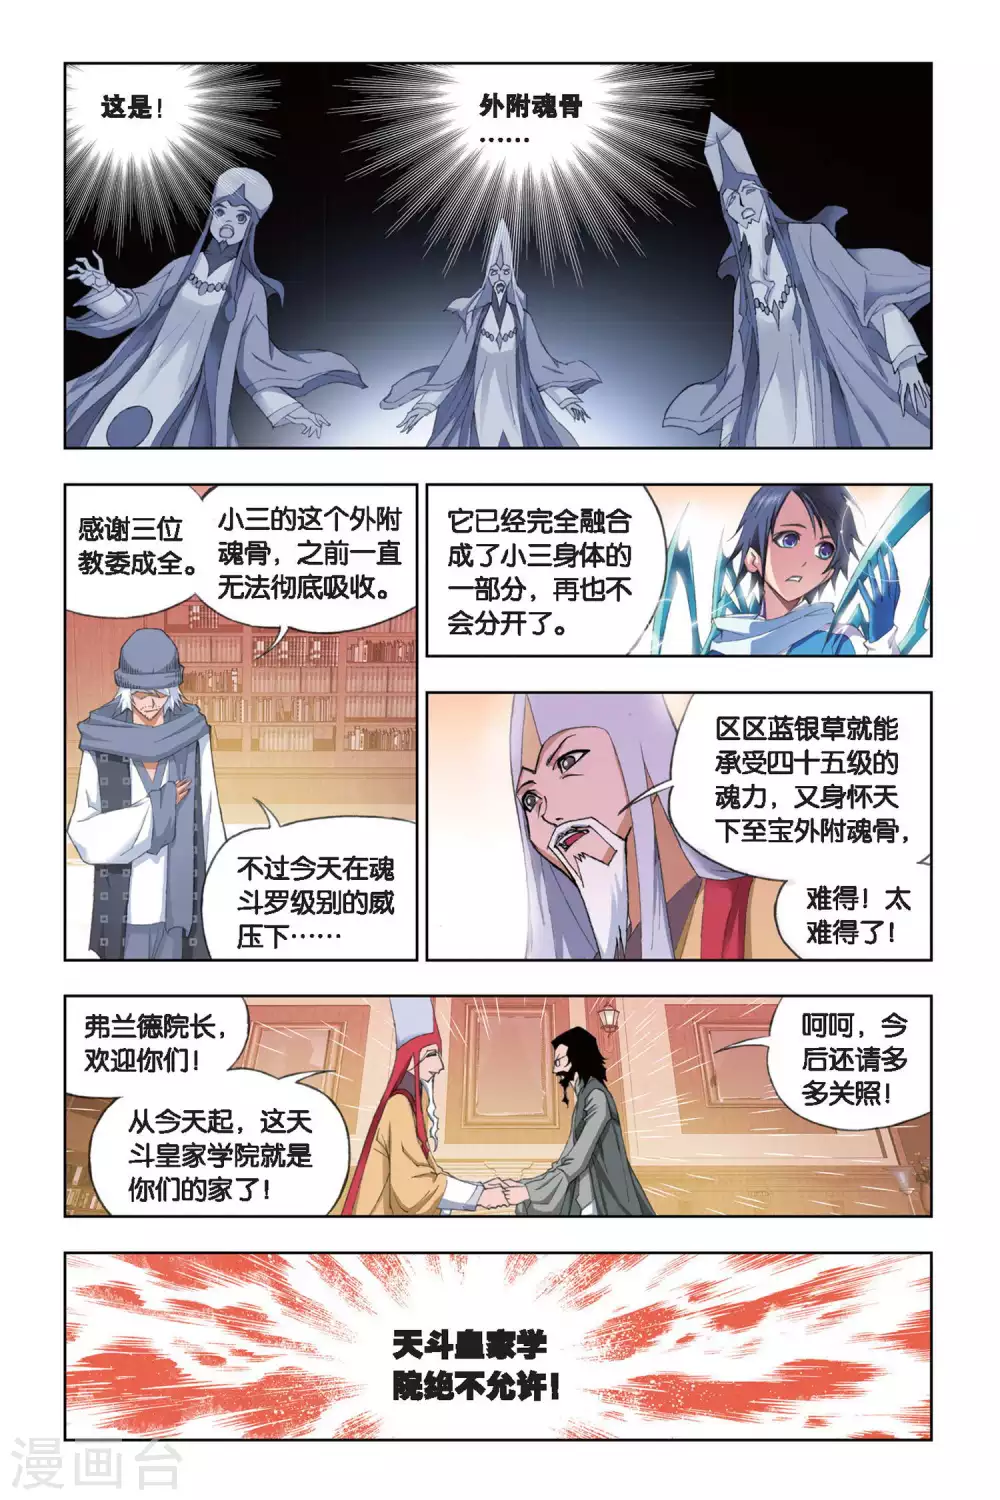 这是！
外附魂骨
……
感谢三位
教委成全。
小三的这个外附
魂骨，之前一直
无法彻底吸收。
不过今天在魂
斗罗级别的威
压下……
它已经完全融合
成了小三身体的
一部分，再也不
会分开了。
区区蓝银草就能
承受四十五级的
魂力，又身怀天
下至宝外附魂骨，
难得！太
难得了！
弗兰德院长，
欢迎你们！
从今天起，这天
斗皇家学院就是
你们的家了！
呵呵，今
后还请多
多关照！
天斗皇家学
院绝不允许！
漫画台